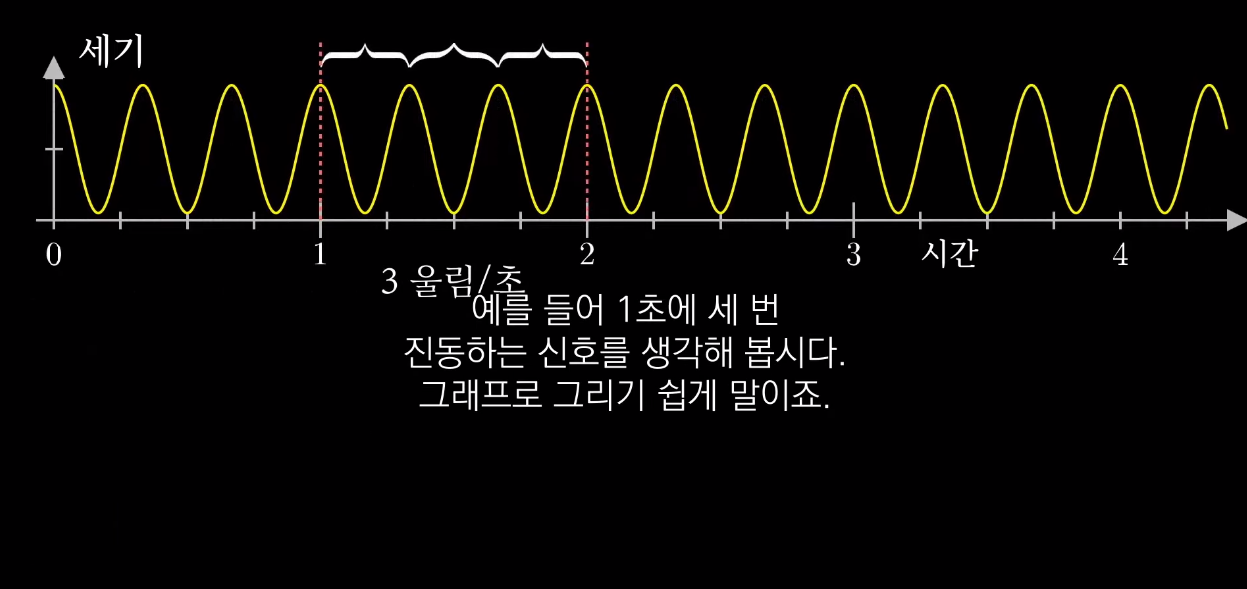 세기
0 1 2 3 시간 4
3 울림/초
예를 들어 1초에 세 번
진동하는 신호를 생각해 봅시다.
그래프로 그리기 쉽게 말이죠.